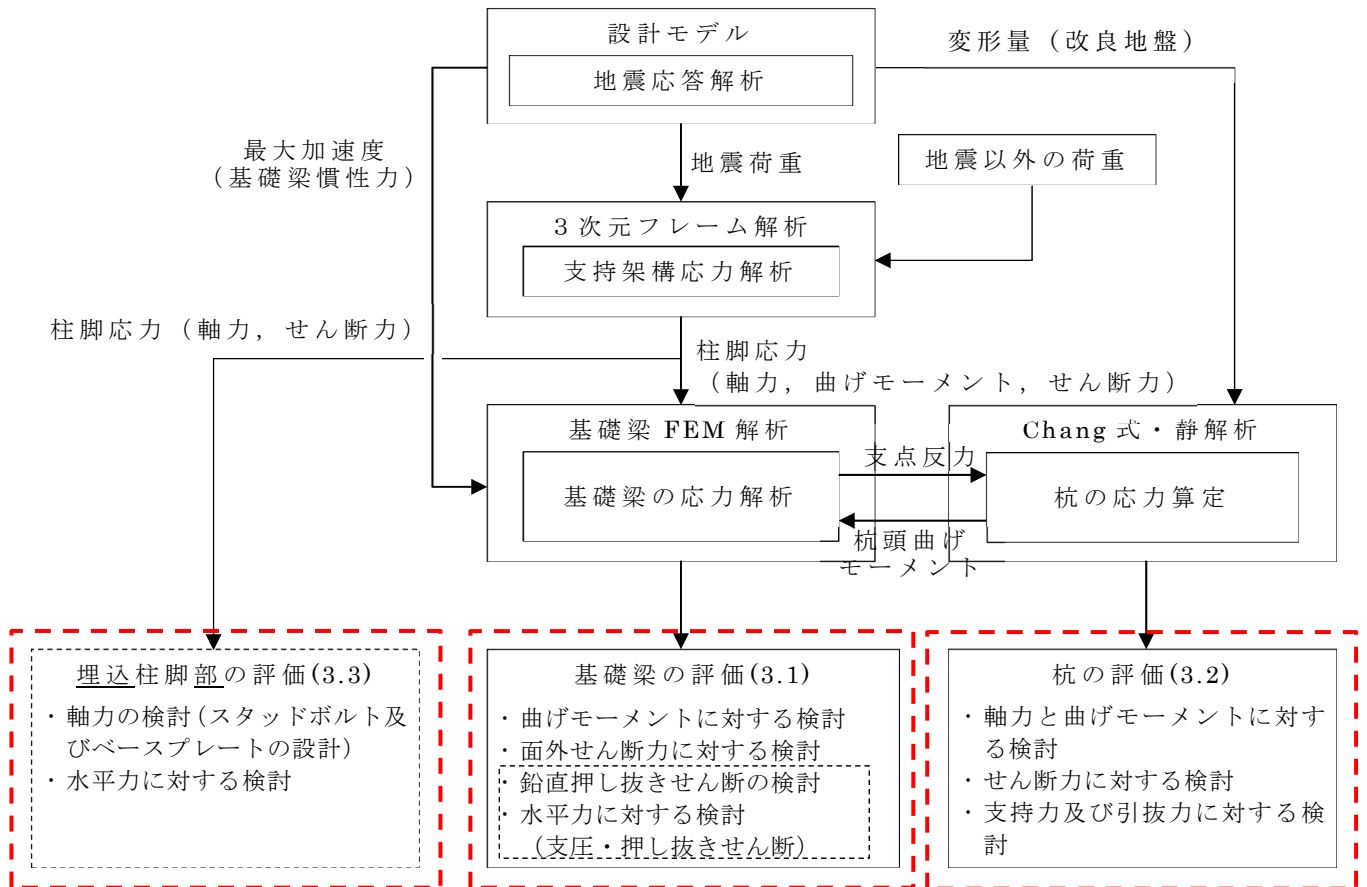 設計モデル
地震応答解析
変形量（改良地盤）
最大加速度
（基礎梁慣性力）
地震荷重
地震以外の荷重
３次元フレーム解析
支持架構応力解析
柱脚応力（軸力，せん断力）
柱脚応力
（軸力，曲げモーメント，せん断力）
基礎梁 FEM 解析
基礎梁の応力解析
支点反力
杭頭曲げ
モーメント
Chang 式・静解析
杭の応力算定
埋込柱脚部の評価(3.3)
・軸力の検討（スタッドボルト及
びベースプレートの設計）
・水平力に対する検討
基礎梁の評価(3.1)
・曲げモーメントに対する検討
・面外せん断力に対する検討
・鉛直押し抜きせん断の検討
・水平力に対する検討
（支圧・押し抜きせん断）
杭の評価(3.2)
・軸力と曲げモーメントに対す
る検討
・せん断力に対する検討
・支持力及び引抜力に対する検
討